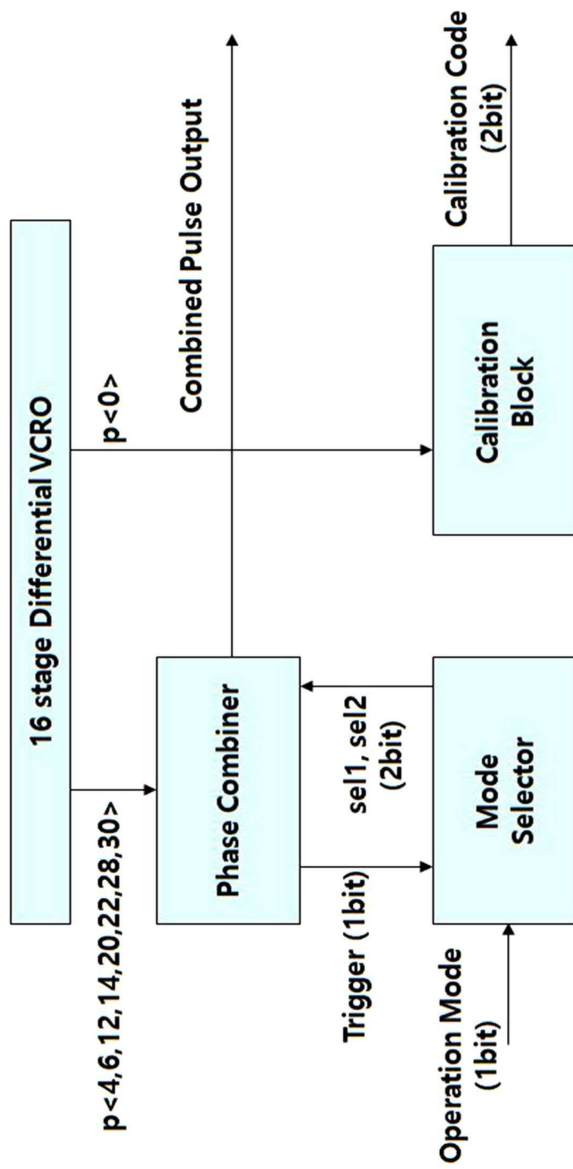 16 stage Differential VCRO
p<4,6,12,14,20,22,28,30>
p<0>
Phase Combiner
Combined Pulse Output
Trigger (1bit)
sel1, sel2
(2bit)
Operation Mode
(1bit)
Mode
Selector
Calibration
Block
Calibration Code
(2bit)